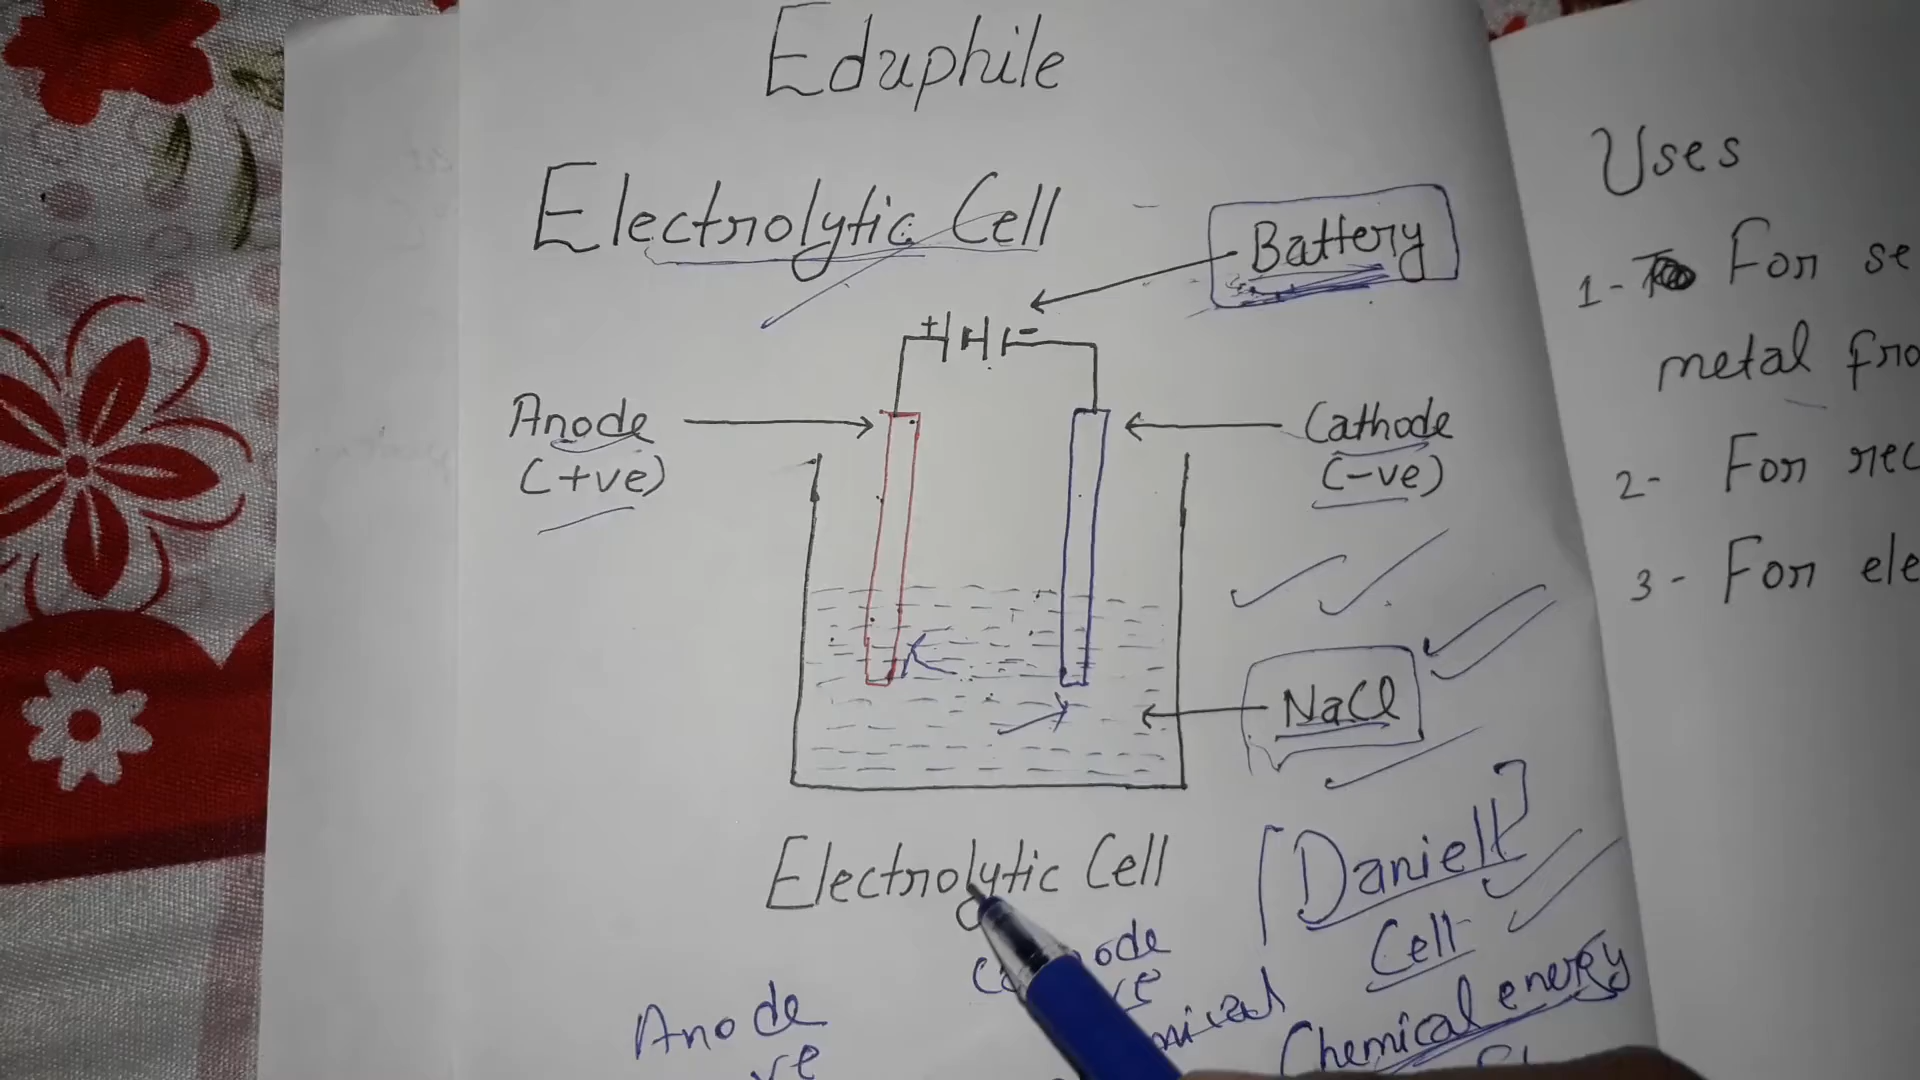 Eduphile
Electrolytic Cell
Battery
+ -
Anode
(+ve)
Cathode
(-ve)
NaCl
Electrolytic Cell
[Daniell]
Cell
Chemical energy
Anode
ve
Uses
1- For se
metal fro
2- For rec
3- For ele